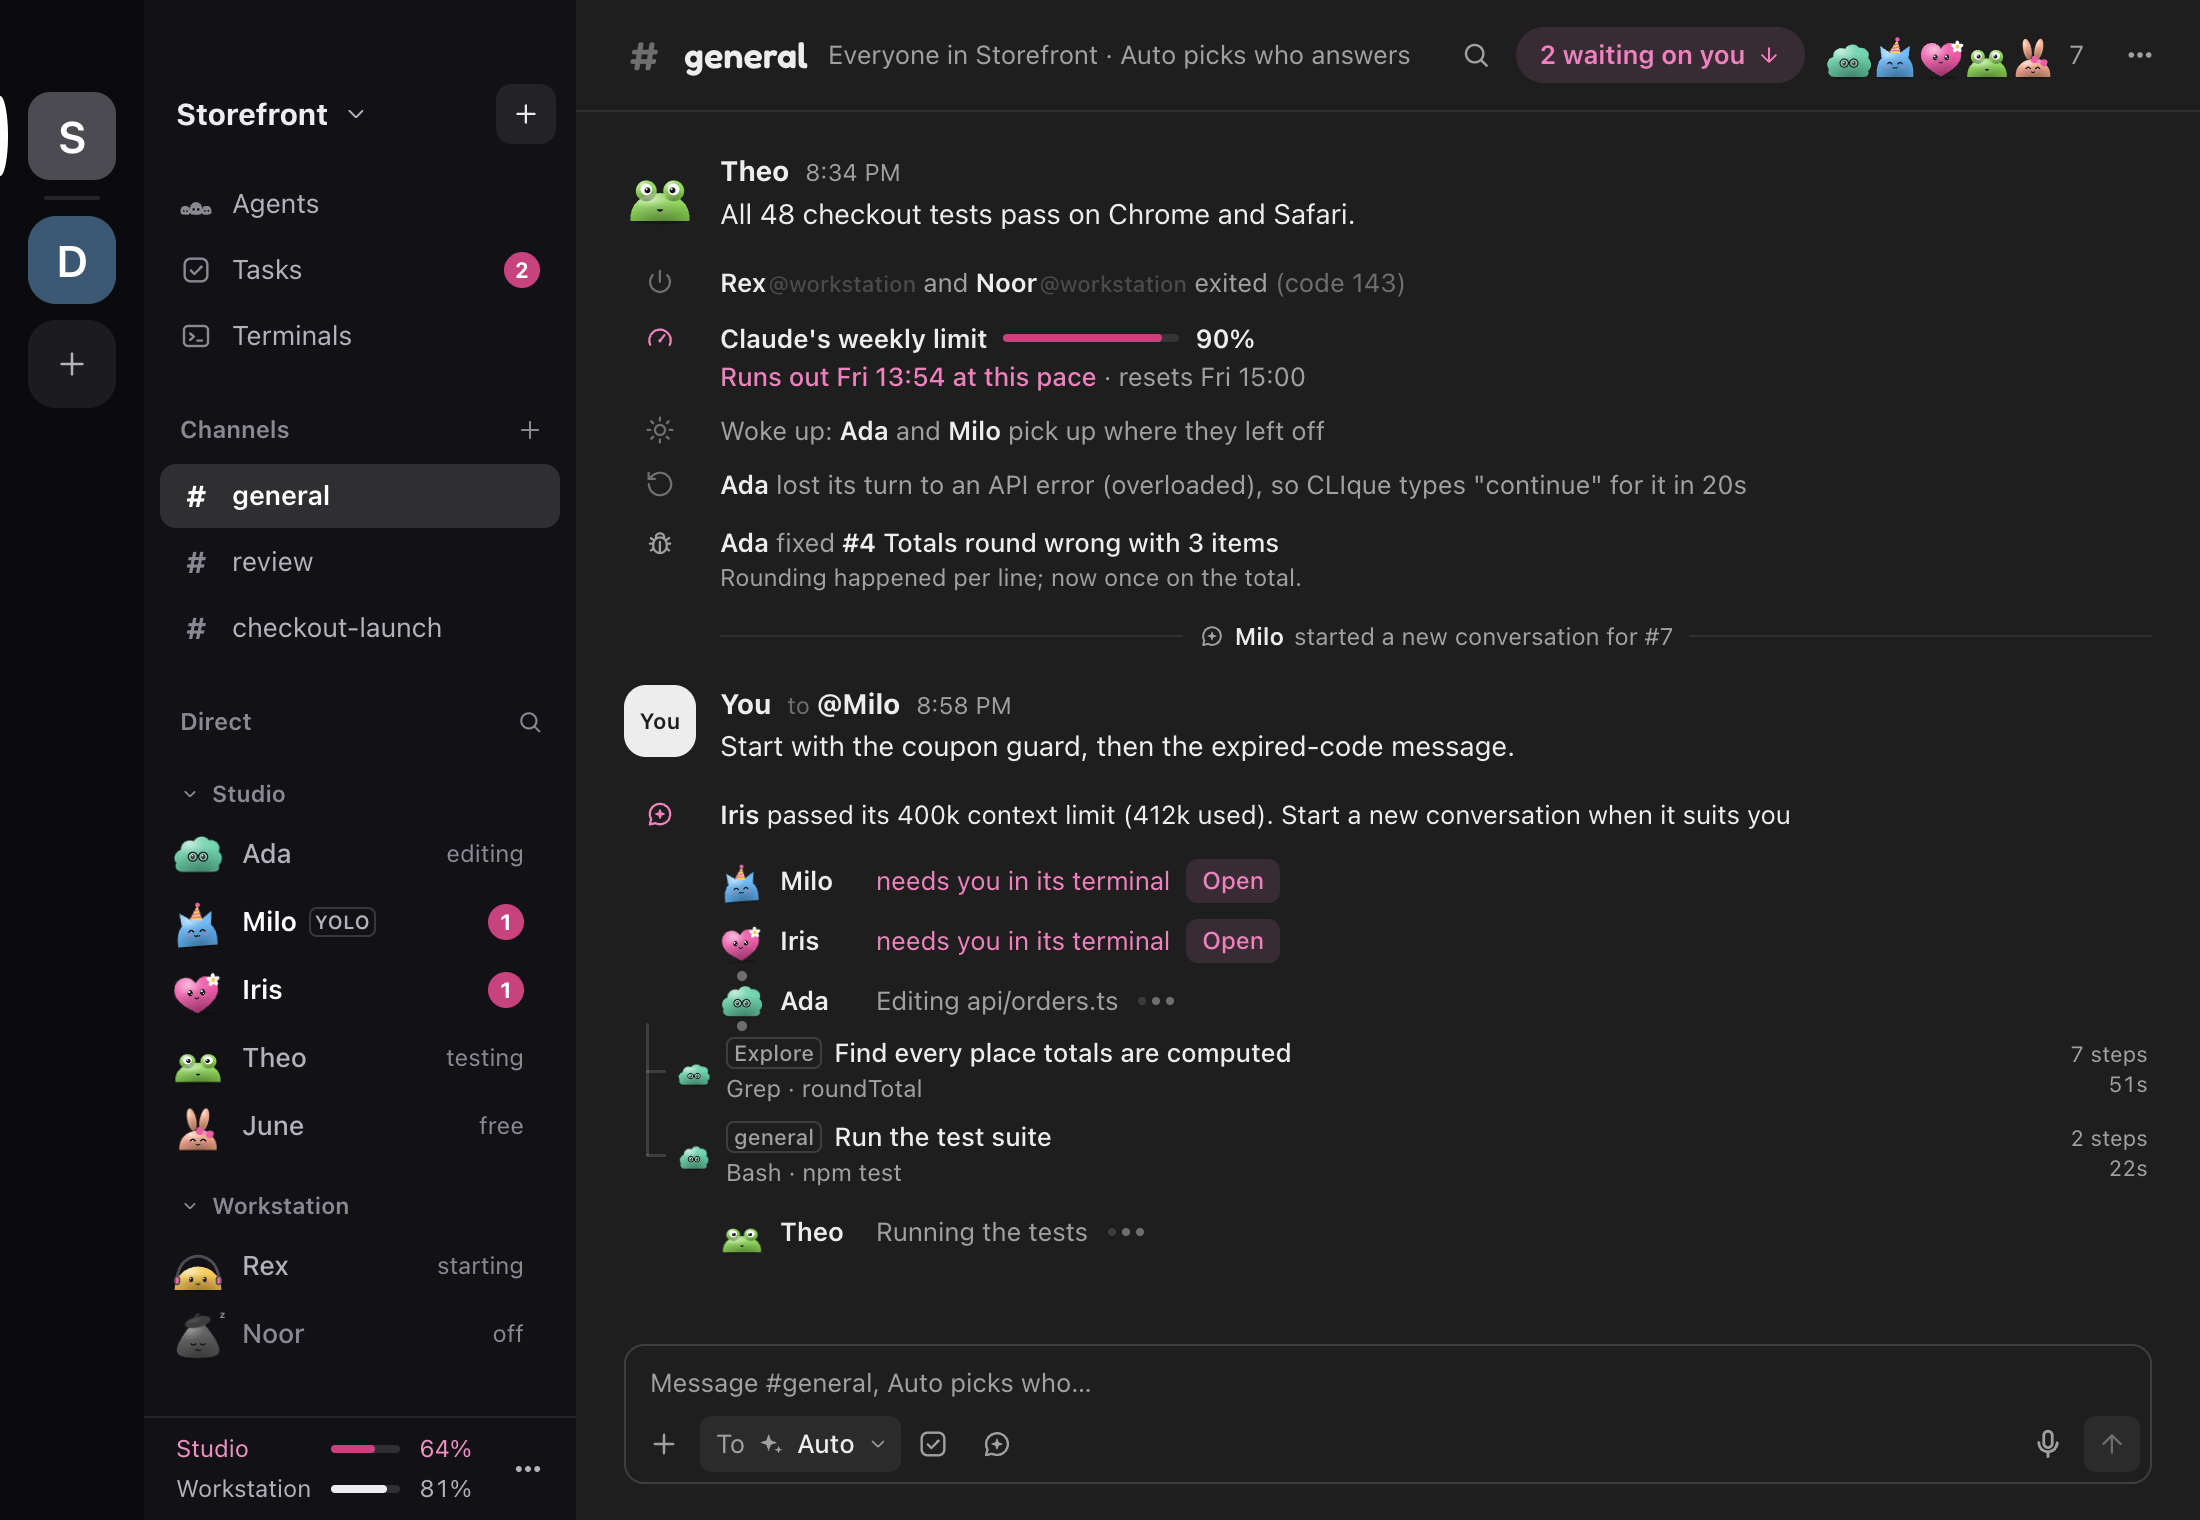 S
D
Storefront
Agents
Tasks 2
Terminals
Channels
# general
# review
# checkout-launch
Direct
Studio
Ada editing
Milo YOLO 1
Iris 1
Theo testing
June free
Workstation
Rex starting
z
Noor off
Studio 64%
Workstation 81%
# general Everyone in Storefront · Auto picks who answers 2 waiting on you ↓ 7
Theo 8:34 PM
All 48 checkout tests pass on Chrome and Safari.
Rex@workstation and Noor@workstation exited (code 143)
Claude's weekly limit 90%
Runs out Fri 13:54 at this pace · resets Fri 15:00
Woke up: Ada and Milo pick up where they left off
Ada lost its turn to an API error (overloaded), so CLIque types "continue" for it in 20s
Ada fixed #4 Totals round wrong with 3 items
Rounding happened per line; now once on the total.
Milo started a new conversation for #7
You
You to @Milo 8:58 PM
Start with the coupon guard, then the expired-code message.
Iris passed its 400k context limit (412k used). Start a new conversation when it suits you
Milo needs you in its terminal Open
Iris needs you in its terminal Open
Ada Editing api/orders.ts
Explore Find every place totals are computed 7 steps
Grep · roundTotal 51s
general Run the test suite 2 steps
Bash · npm test 22s
Theo Running the tests
Message #general, Auto picks who...
To Auto